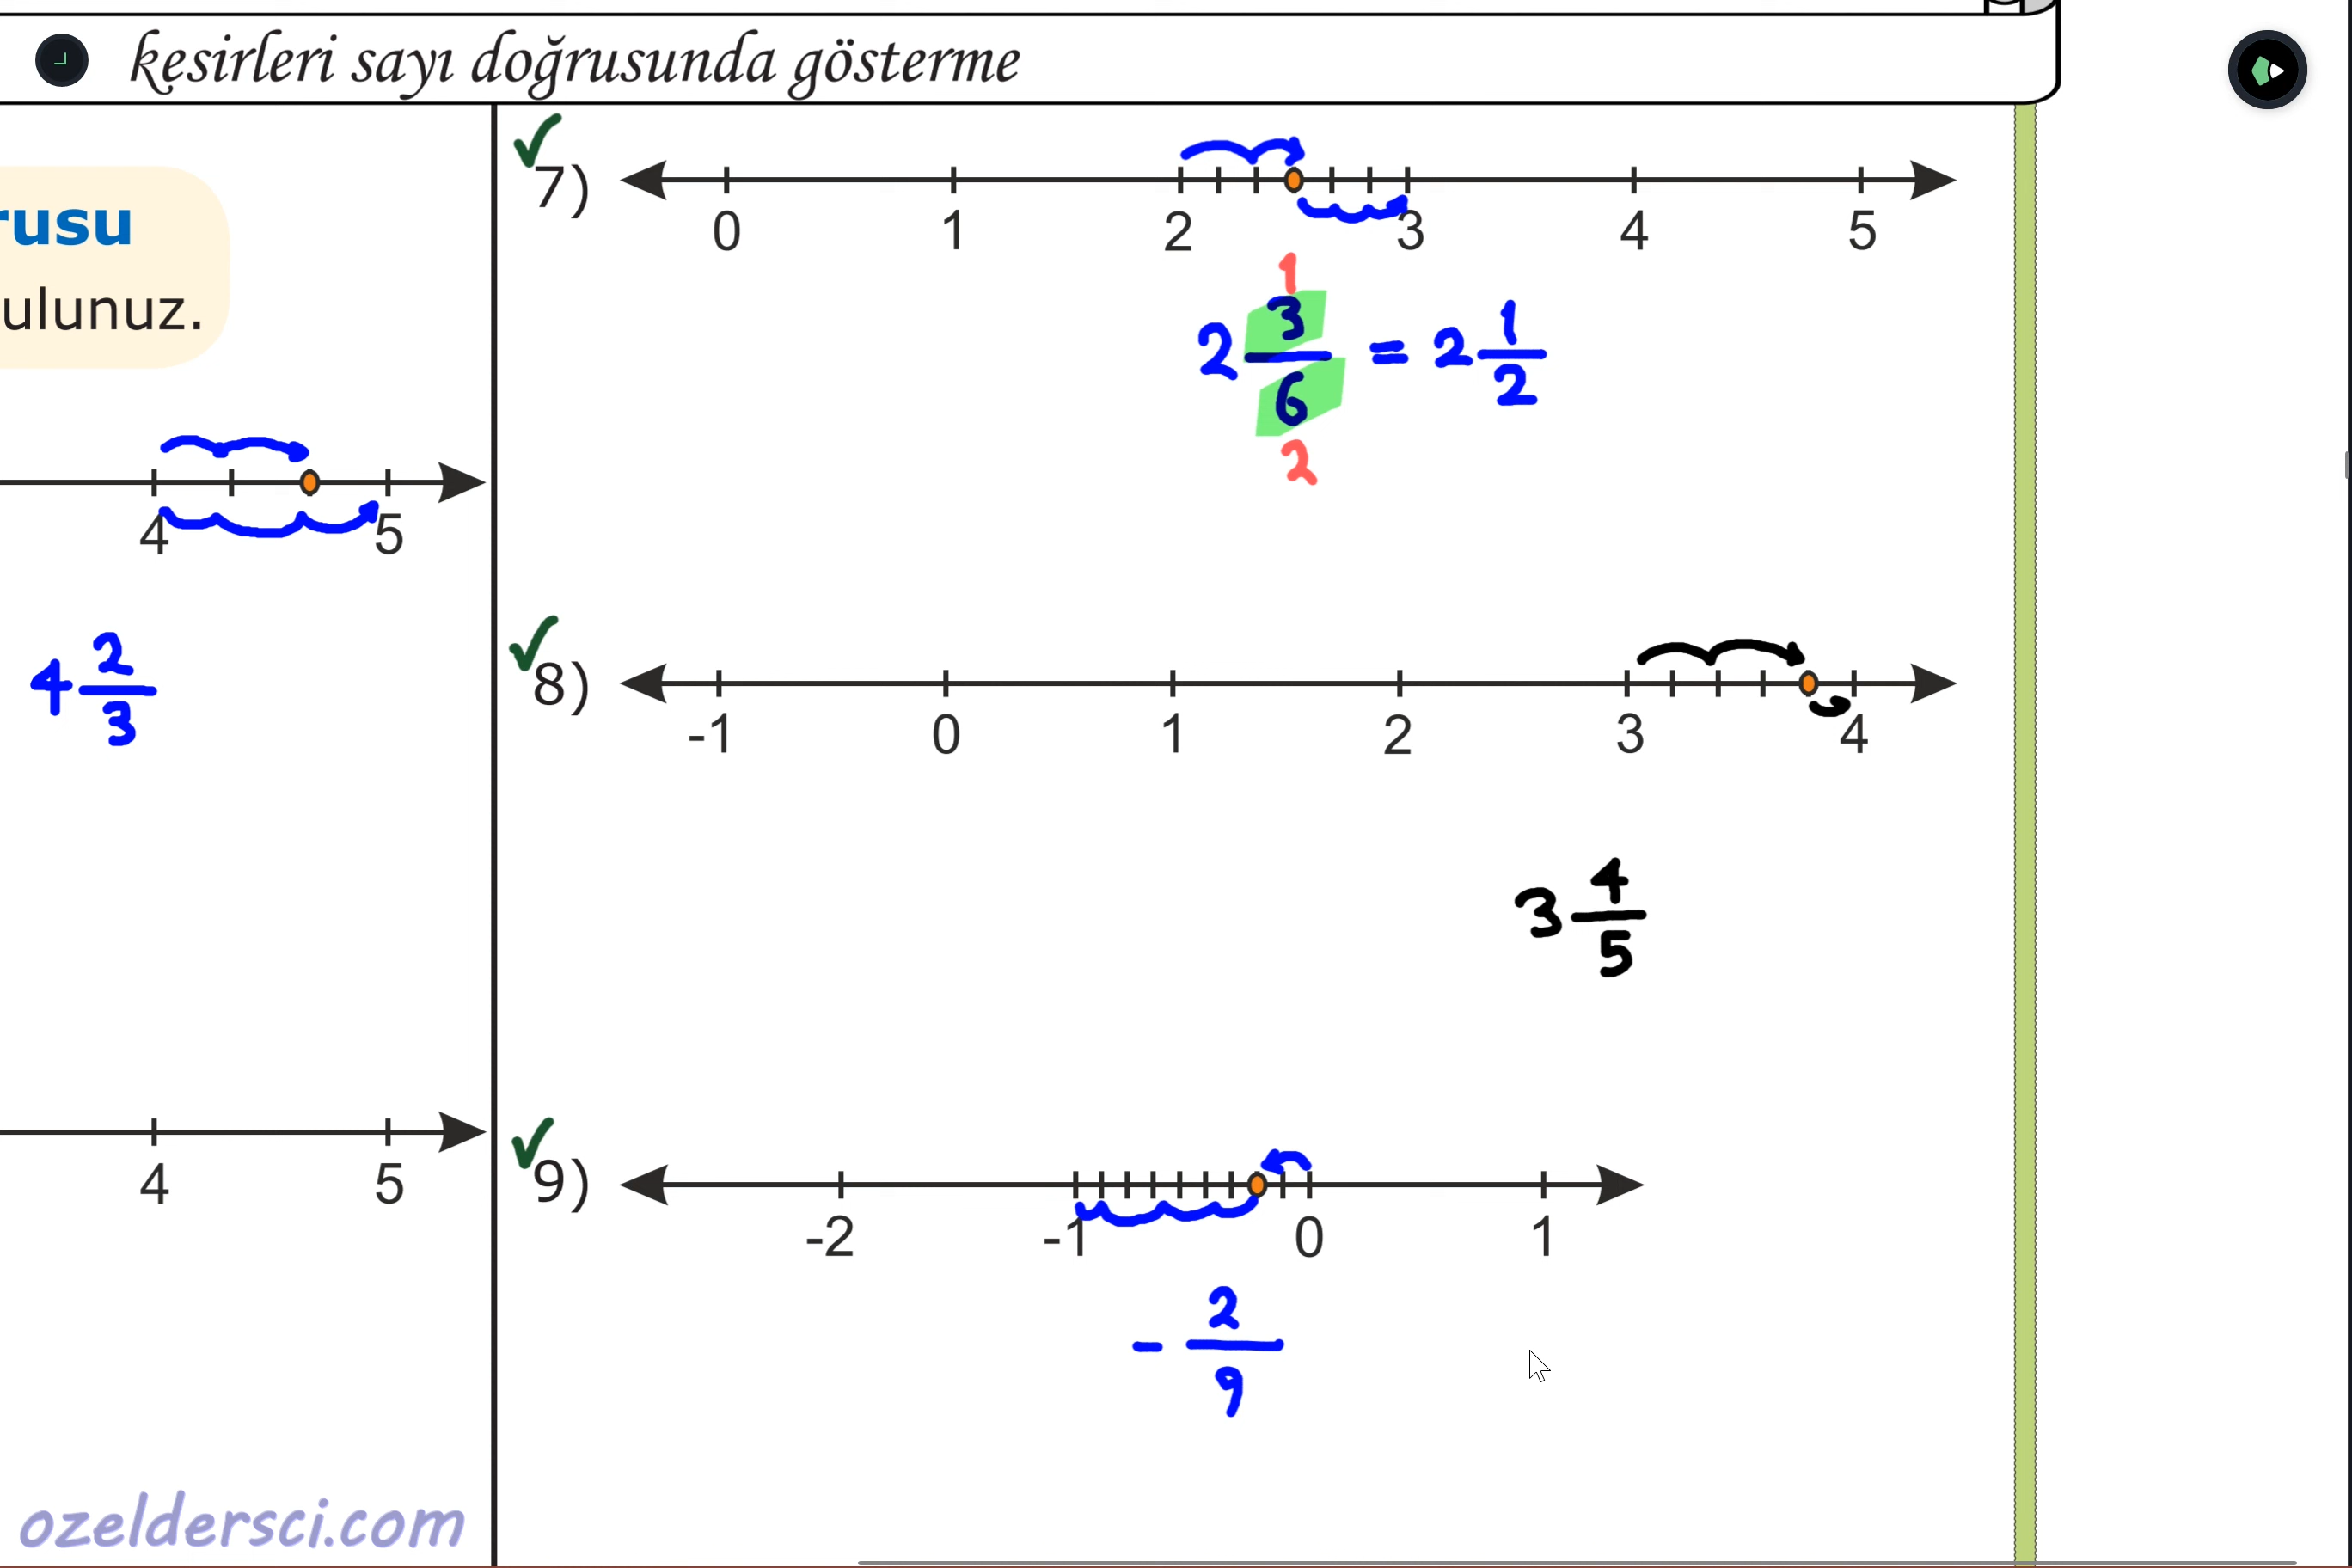 kesirleri sayı doğrusunda gösterme
rusu
ulunuz.
4 5
4 2/3
4 5
7)
0 1 2 3 4 5
1
2 3/6 = 2 1/2
2
8)
-1 0 1 2 3 4
3 4/5
9)
-2 -1 0 1
- 2/9
ozeldersci.com